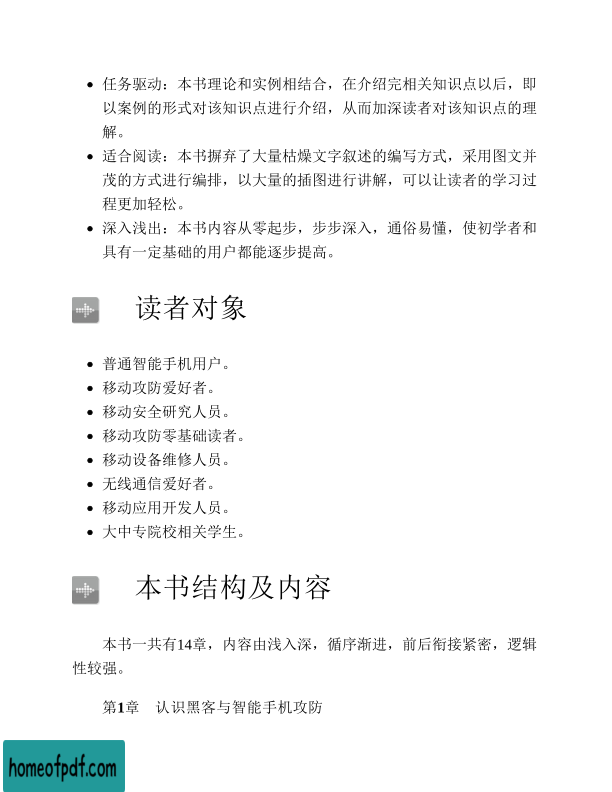 • 任务驱动：本书理论和实例相结合，在介绍完相关知识点以后，即
以案例的形式对该知识点进行介绍，从而加深读者对该知识点的理
解。
• 适合阅读：本书摒弃了大量枯燥文字叙述的编写方式，采用图文并
茂的方式进行编排，以大量的插图进行讲解，可以让读者的学习过
程更加轻松。
• 深入浅出：本书内容从零起步，步步深入，通俗易懂，使初学者和
具有一定基础的用户都能逐步提高。
读者对象
• 普通智能手机用户。
• 移动攻防爱好者。
• 移动安全研究人员。
• 移动攻防零基础读者。
• 移动设备维修人员。
• 无线通信爱好者。
• 移动应用开发人员。
• 大中专院校相关学生。
本书结构及内容
本书一共有14章，内容由浅入深，循序渐进，前后衔接紧密，逻辑
性较强。
第1章 认识黑客与智能手机攻防
homeofpdf.com